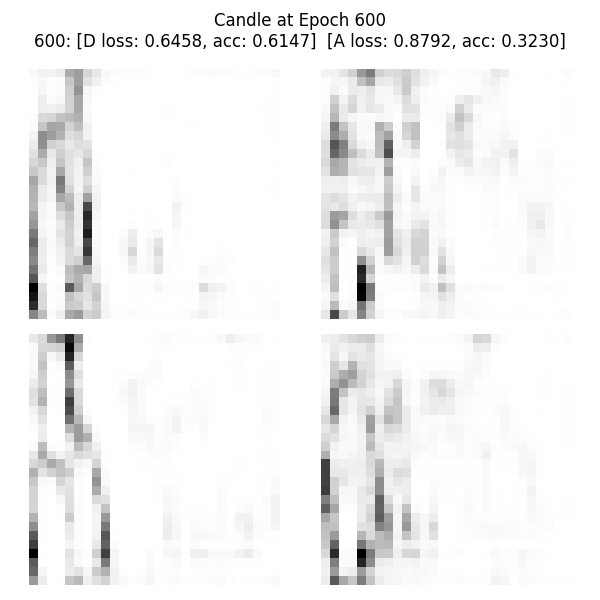 Candle at Epoch 600
600: [D loss: 0.6458, acc: 0.6147]  [A loss: 0.8792, acc: 0.3230]